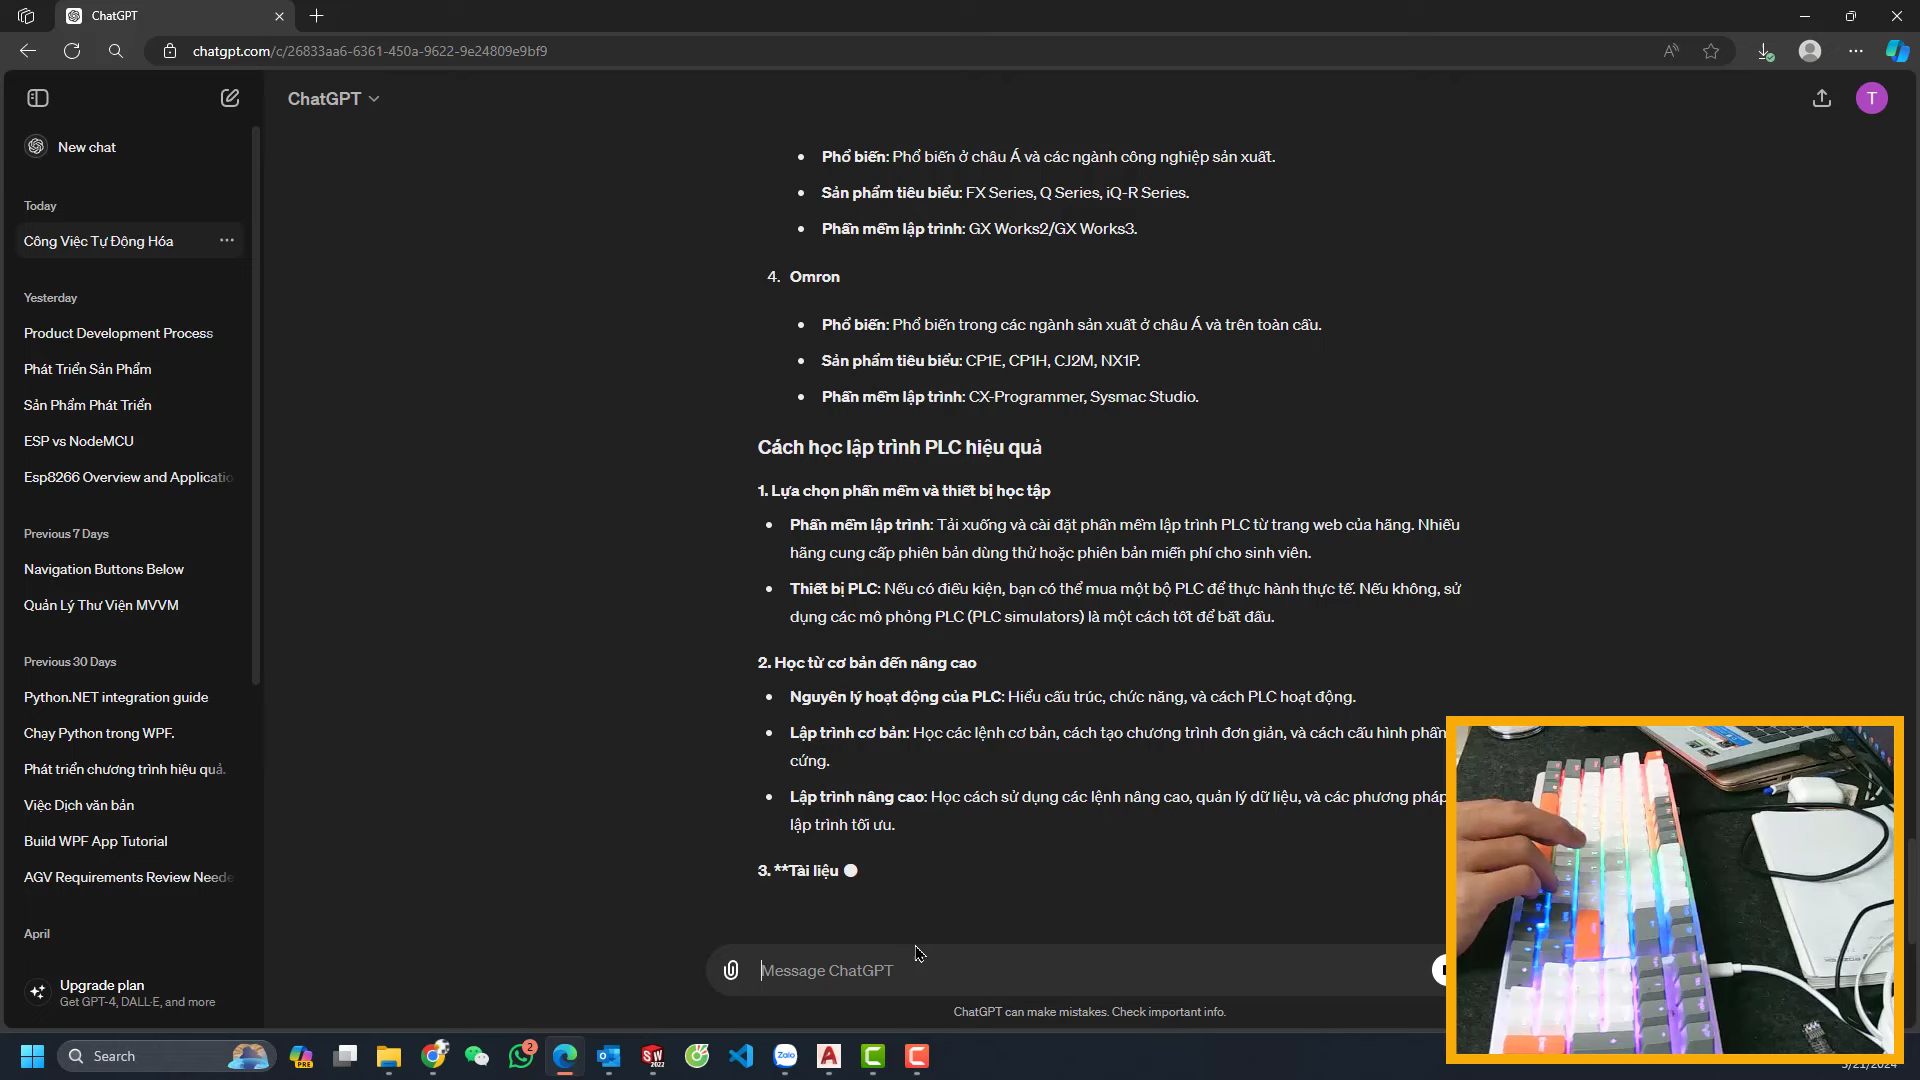 ChatGPT
chatgpt.com/c/26833aa6-6361-450a-9622-9e24809e9bf9
New chat
Today
Công Việc Tự Động Hóa
Yesterday
Product Development Process
Phát Triển Sản Phẩm
Sản Phẩm Phát Triển
ESP vs NodeMCU
Esp8266 Overview and Applicatio
Previous 7 Days
Navigation Buttons Below
Quản Lý Thư Viện MVVM
Previous 30 Days
Python.NET integration guide
Chạy Python trong WPF.
Phát triển chương trình hiệu quả.
Việc Dịch văn bản
Build WPF App Tutorial
AGV Requirements Review Neede
April
Upgrade plan
Get GPT-4, DALL-E, and more
ChatGPT
T
• Phổ biến: Phổ biến ở châu Á và các ngành công nghiệp sản xuất.
• Sản phẩm tiêu biểu: FX Series, Q Series, iQ-R Series.
• Phần mềm lập trình: GX Works2/GX Works3.
4. Omron
• Phổ biến: Phổ biến trong các ngành sản xuất ở châu Á và trên toàn cầu.
• Sản phẩm tiêu biểu: CP1E, CP1H, CJ2M, NX1P.
• Phần mềm lập trình: CX-Programmer, Sysmac Studio.
Cách học lập trình PLC hiệu quả
1. Lựa chọn phần mềm và thiết bị học tập
• Phần mềm lập trình: Tải xuống và cài đặt phần mềm lập trình PLC từ trang web của hãng. Nhiều
hãng cung cấp phiên bản dùng thử hoặc phiên bản miễn phí cho sinh viên.
• Thiết bị PLC: Nếu có điều kiện, bạn có thể mua một bộ PLC để thực hành thực tế. Nếu không, sử
dụng các mô phỏng PLC (PLC simulators) là một cách tốt để bắt đầu.
2. Học từ cơ bản đến nâng cao
• Nguyên lý hoạt động của PLC: Hiểu cấu trúc, chức năng, và cách PLC hoạt động.
• Lập trình cơ bản: Học các lệnh cơ bản, cách tạo chương trình đơn giản, và cách cấu hình phần
cứng.
• Lập trình nâng cao: Học cách sử dụng các lệnh nâng cao, quản lý dữ liệu, và các phương pháp
lập trình tối ưu.
3. **Tài liệu
Message ChatGPT
ChatGPT can make mistakes. Check important info.
Search
PRE
2
SW
2022
Zalo